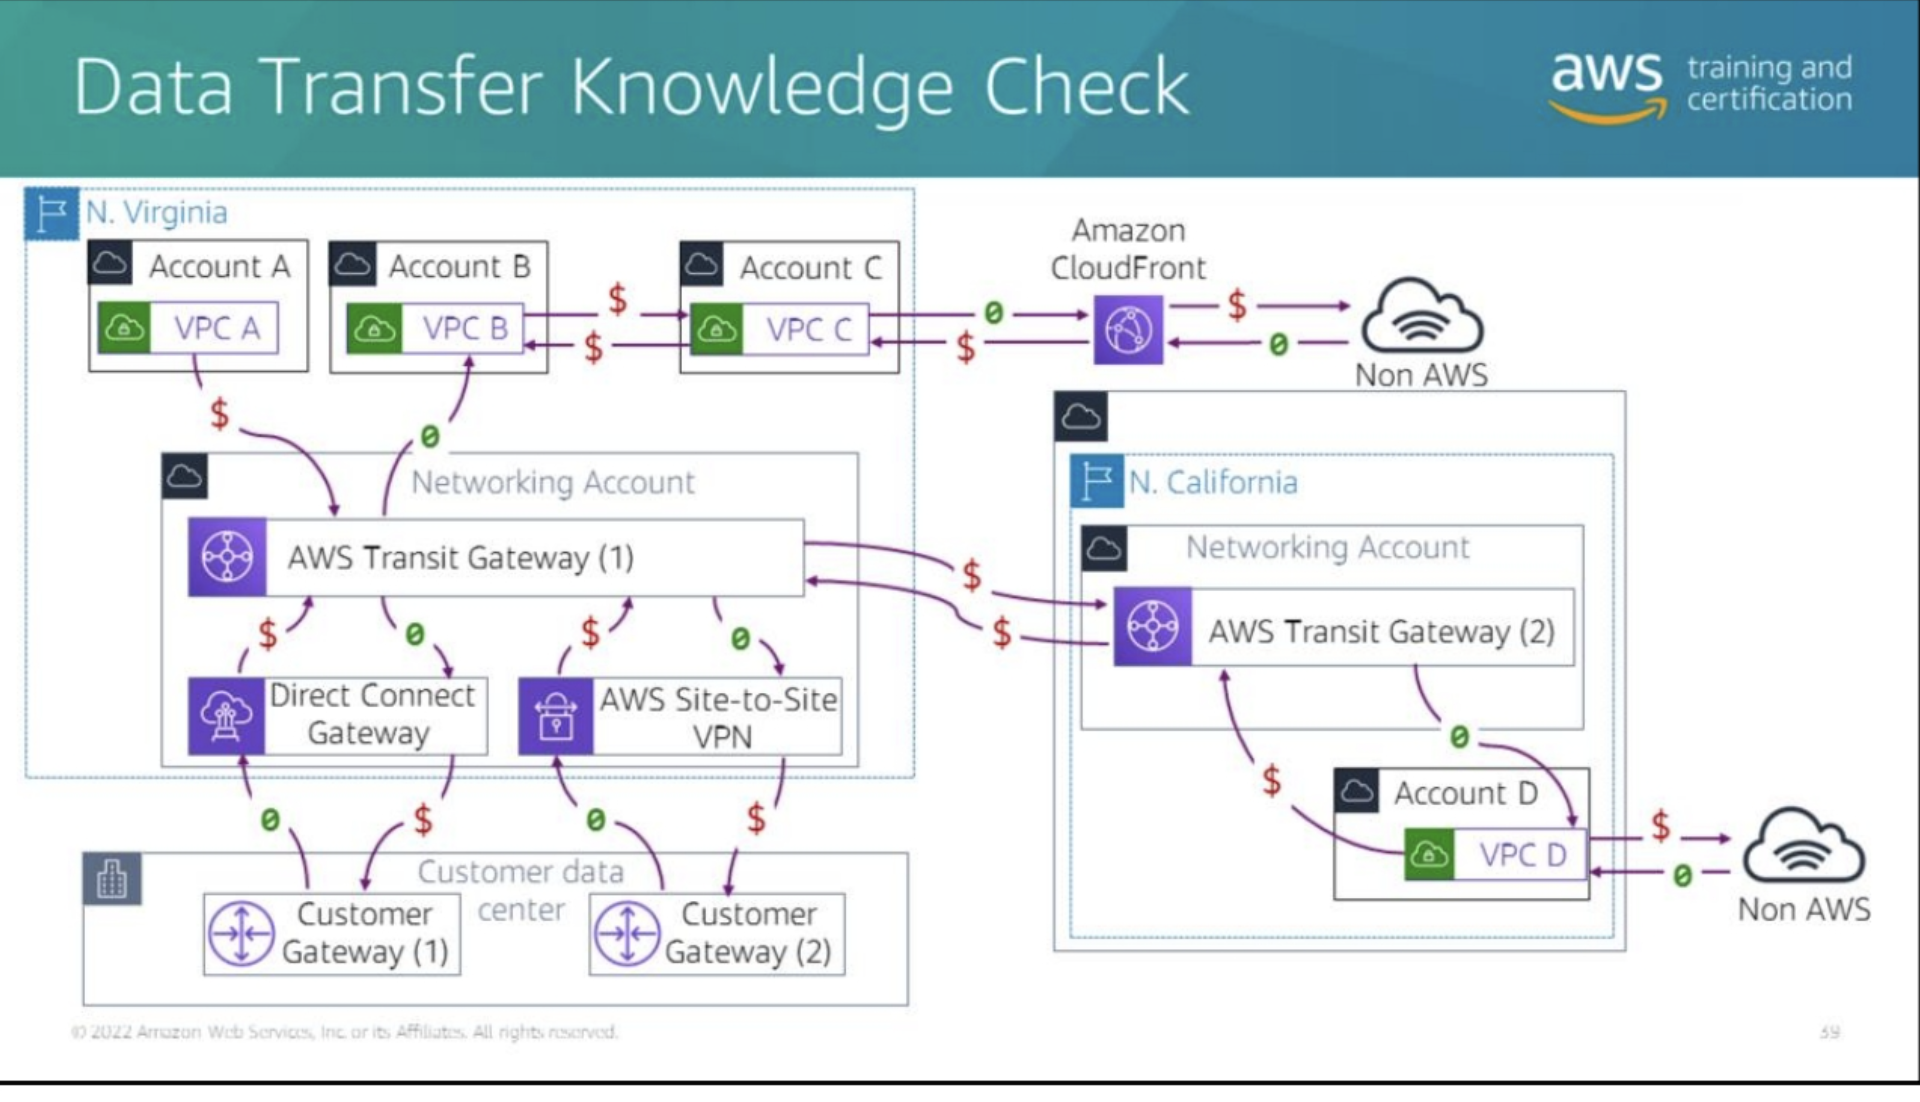 Data Transfer Knowledge Check
aws training and
certification
N. Virginia
Account A
VPC A
Account B
VPC B
$
$
Account C
VPC C
0
$
Amazon
CloudFront
$
0
Non AWS
$
0
Networking Account
AWS Transit Gateway (1)
$
0
$
0
Direct Connect
Gateway
AWS Site-to-Site
VPN
$
$
0
$
0
$
Customer data
center
Customer
Gateway (1)
Customer
Gateway (2)
N. California
Networking Account
AWS Transit Gateway (2)
0
$
Account D
VPC D
$
0
Non AWS
© 2022 Amazon Web Services, Inc. or its Affiliates. All rights reserved.
39